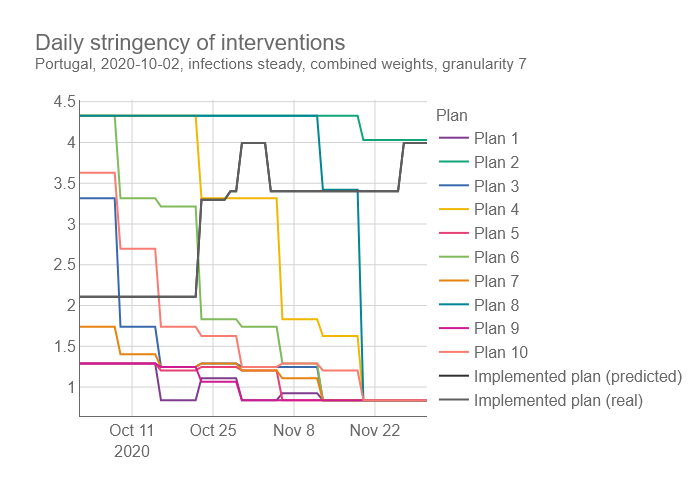 Daily stringency of interventions
Portugal, 2020-10-02, infections steady, combined weights, granularity 7
4.5
4
3.5
3
2.5
2
1.5
1
Oct 11
2020
Oct 25
Nov 8
Nov 22
Plan
Plan 1
Plan 2
Plan 3
Plan 4
Plan 5
Plan 6
Plan 7
Plan 8
Plan 9
Plan 10
Implemented plan (predicted)
Implemented plan (real)